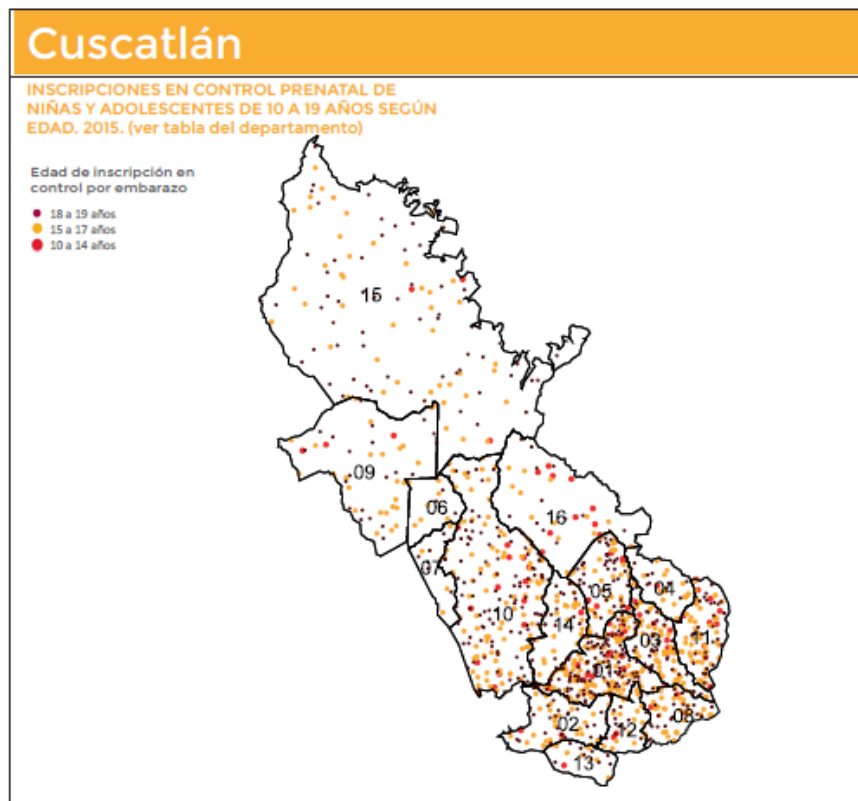 Cuscatlán
INSCRIPCIONES EN CONTROL PRENATAL DE
NIÑAS Y ADOLESCENTES DE 10 A 19 AÑOS SEGÚN
EDAD. 2015. (ver tabla del departamento)
Edad de inscripción en
control por embarazo
18 a 19 años
15 a 17 años
10 a 14 años
15
09
06
16
07
05
04
10
14
03
11
01
08
02
12
13